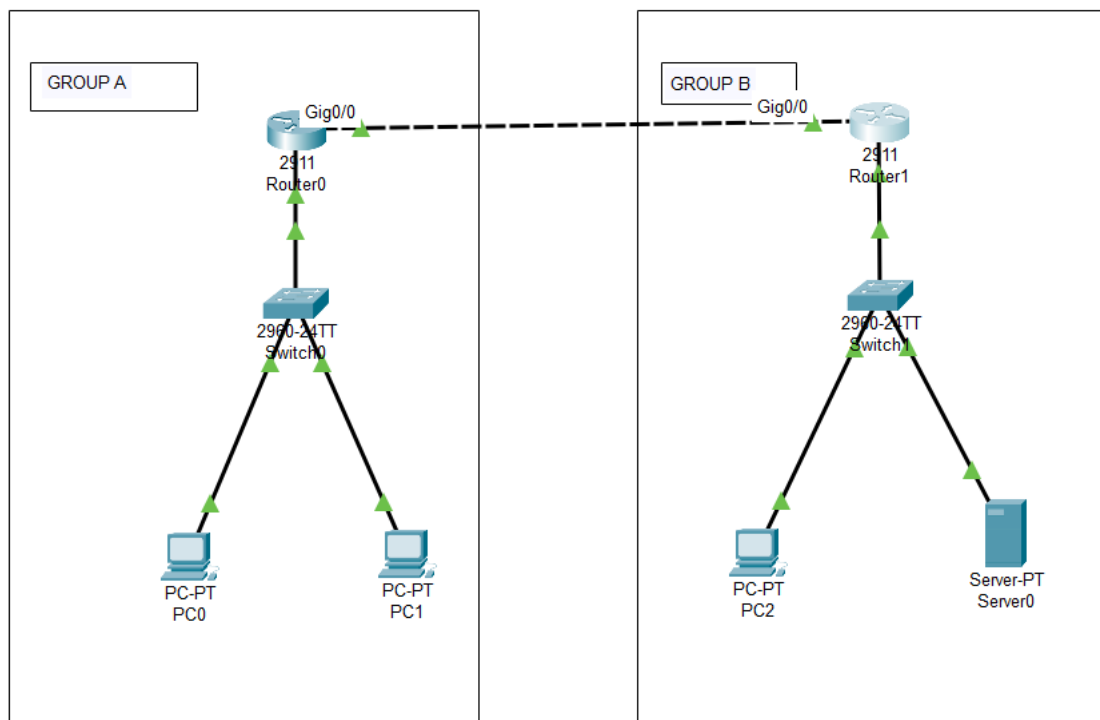 GROUP A
GROUP B
Gig0/0
Gig0/0
2911
Router0
2911
Router1
2960-24TT
Switch0
2960-24TT
Switch1
PC-PT
PC0
PC-PT
PC1
PC-PT
PC2
Server-PT
Server0